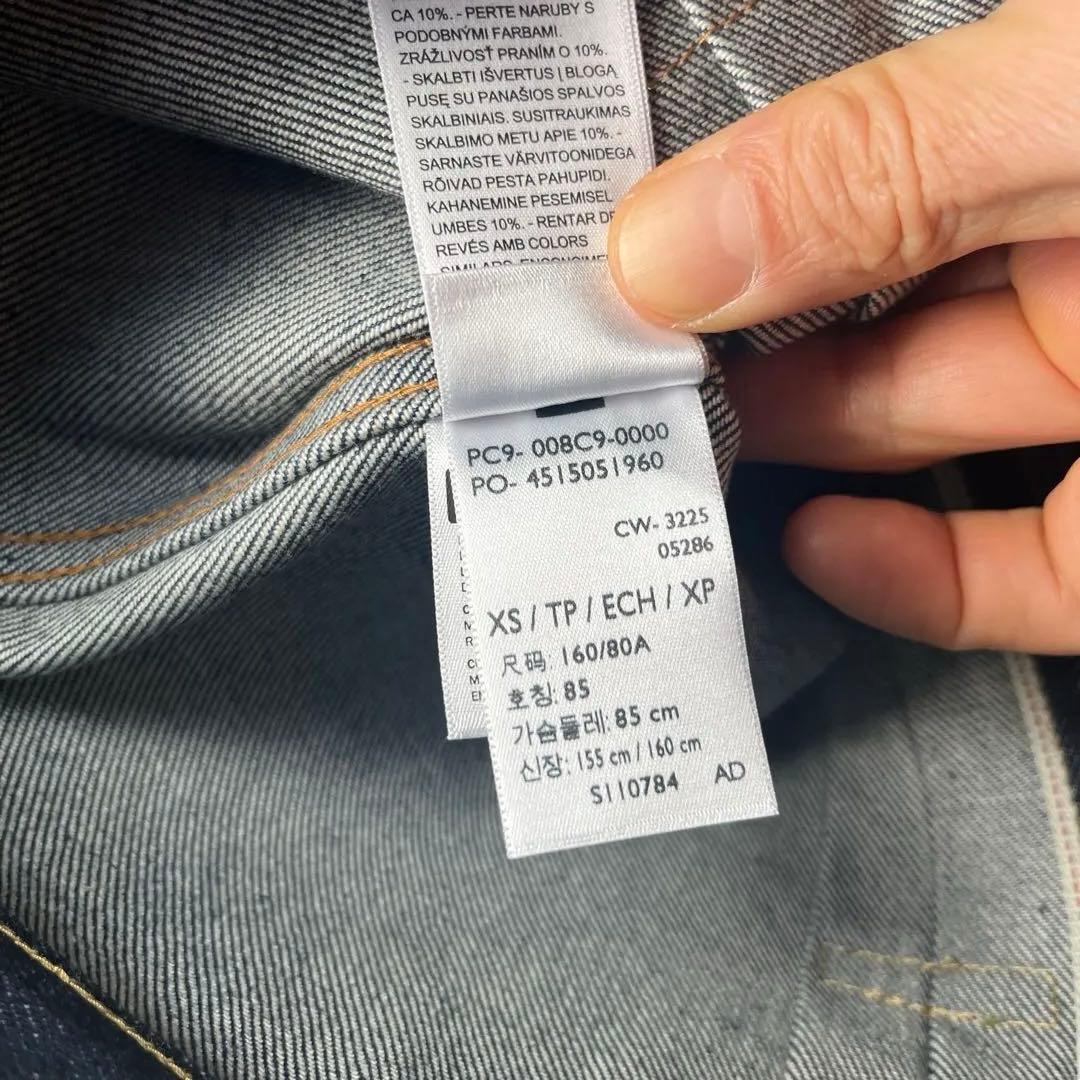 CA 10%. - PERTE NARUBY S
PODOBNÝMI FARBAMI.
ZRÁŽLIVOSŤ PRANÍM O 10%.
- SKALBTI IŠVERTUS Į BLOGĄ
PUSĘ SU PANAŠIOS SPALVOS
SKALBINIAIS. SUSITRAUKIMAS
SKALBIMO METU APIE 10%. -
SARNASTE VÄRVITOONIDEGA
RÕIVAD PESTA PAHUPIDI.
KAHANEMINE PESEMISEL
UMBES 10%. - RENTAR DE
REVÉS AMB COLORS
PC9- 008C9-0000
PO- 4515051960
CW- 3225
05286
XS / TP / ECH / XP
尺码: 160/80A
호칭: 85
가슴둘레: 85 cm
신장: 155 cm / 160 cm
S110784 AD